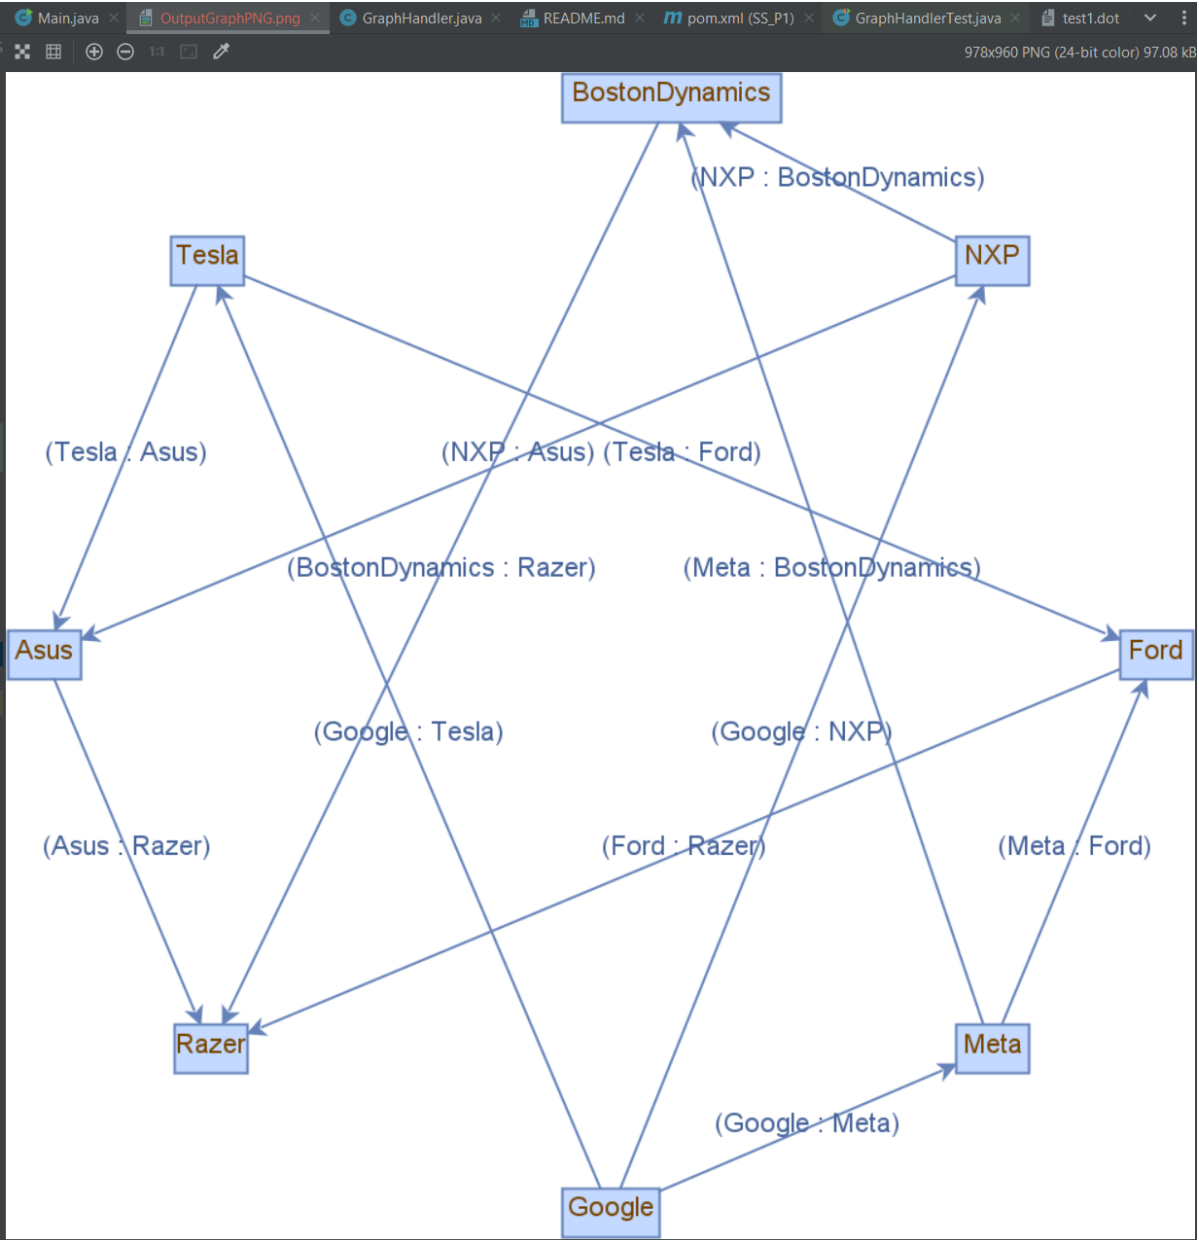 Main.java OutputGraphPNG.png GraphHandler.java README.md pom.xml (SS_P1) GraphHandlerTest.java test1.dot
1:1 978x960 PNG (24-bit color) 97.08 kB
BostonDynamics
(NXP : BostonDynamics)
Tesla NXP
(Tesla : Asus) (NXP : Asus) (Tesla : Ford)
(BostonDynamics : Razer) (Meta : BostonDynamics)
Asus Ford
(Google : Tesla) (Google : NXP)
(Asus : Razer) (Ford : Razer) (Meta : Ford)
Razer Meta
(Google : Meta)
Google